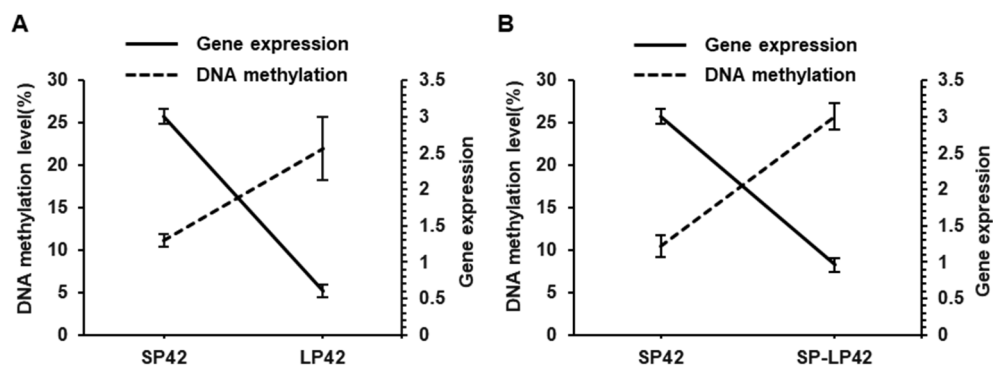 A
Gene expression
DNA methylation
DNA methylation level(%)
30
25
20
15
10
5
0
3.5
3
2.5
2
1.5
1
0.5
0
Gene expression
SP42 LP42
B
Gene expression
DNA methylation
DNA methylation level(%)
30
25
20
15
10
5
0
3.5
3
2.5
2
1.5
1
0.5
0
Gene expression
SP42 SP-LP42